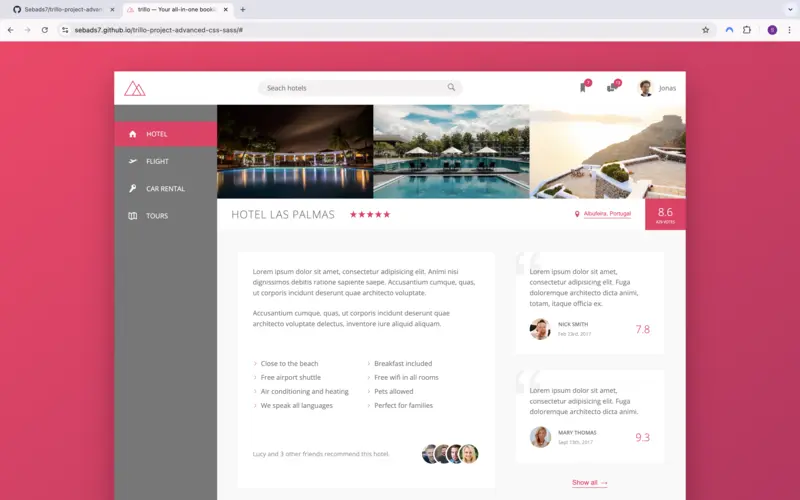 Sebads7/trillo-project-advan
trillo — Your all-in-one booki
sebads7.github.io/trillo-project-advanced-css-sass/#
S
Seach hotels
7
13
Jonas
HOTEL
FLIGHT
CAR RENTAL
TOURS
HOTEL LAS PALMAS
Albufeira, Portugal
8.6
429 VOTES
Lorem ipsum dolor sit amet, consectetur adipisicing elit. Animi nisi
dignissimos debitis ratione sapiente saepe. Accusantium cumque, quas,
ut corporis incidunt deserunt quae architecto voluptate.
Accusantium cumque, quas, ut corporis incidunt deserunt quae
architecto voluptate delectus, inventore iure aliquid aliquam.
Close to the beach
Breakfast included
Free airport shuttle
Free wifi in all rooms
Air conditioning and heating
Pets allowed
We speak all languages
Perfect for families
Lucy and 3 other friends recommend this hotel.
Lorem ipsum dolor sit amet,
consectetur adipisicing elit. Fuga
doloremque architecto dicta animi,
totam, itaque officia ex.
NICK SMITH
Feb 23rd, 2017
7.8
Lorem ipsum dolor sit amet,
consectetur adipisicing elit. Fuga
doloremque architecto dicta animi.
MARY THOMAS
Sept 13th, 2017
9.3
Show all →